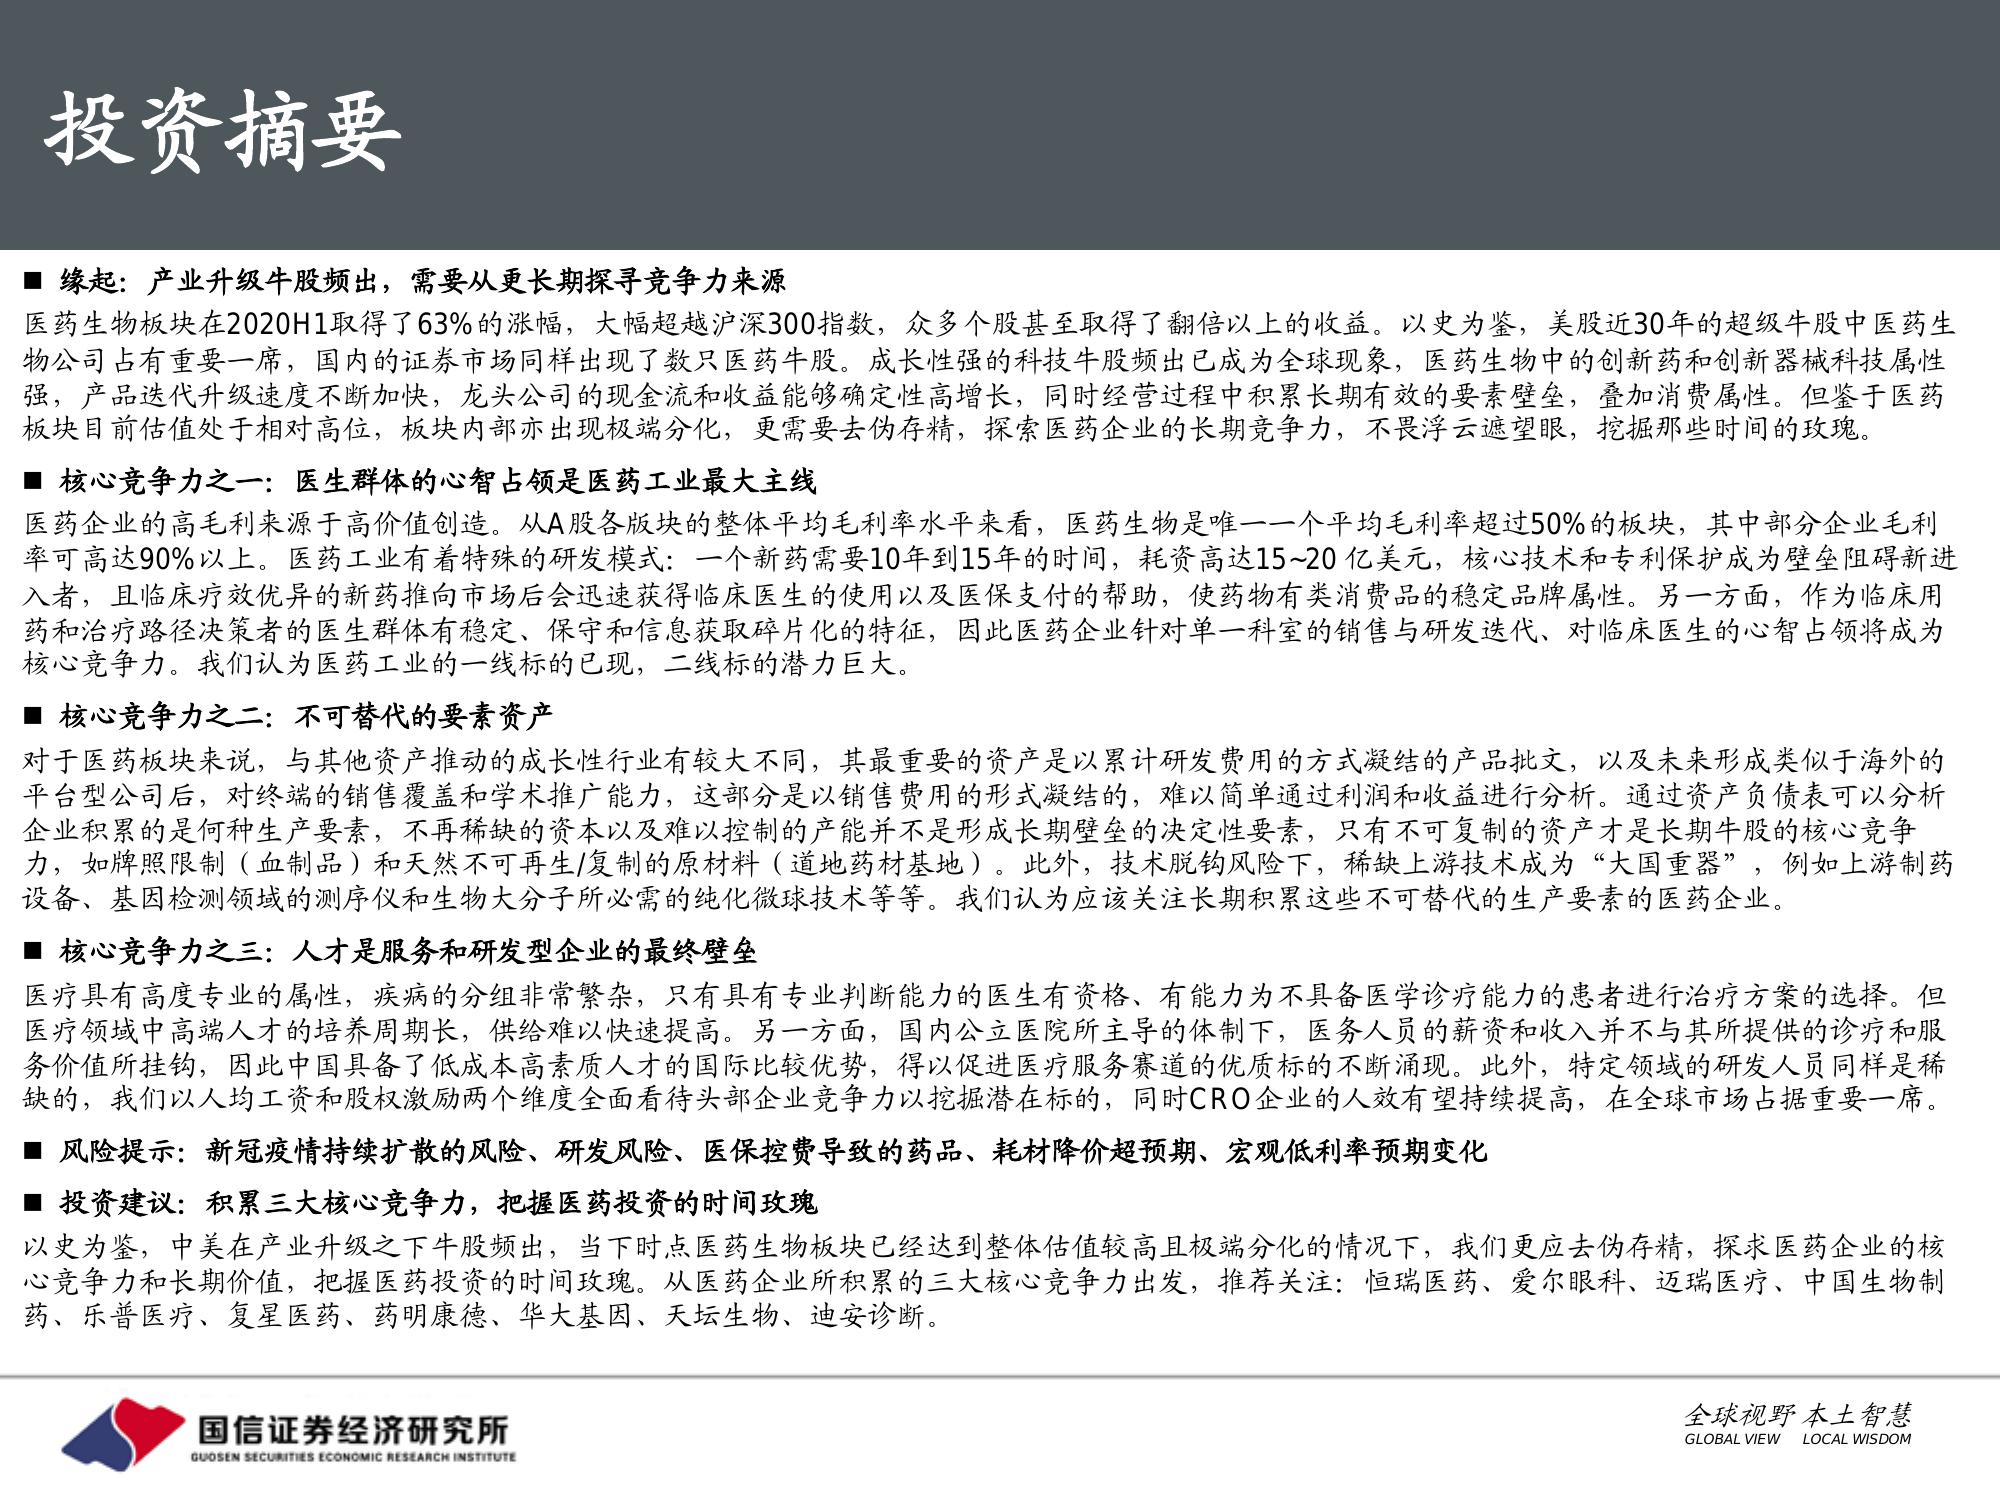 投资摘要
■ 缘起：产业升级牛股频出，需要从更长期探寻竞争力来源
医药生物板块在2020H1取得了63%的涨幅，大幅超越沪深300指数，众多个股甚至取得了翻倍以上的收益。以史为鉴，美股近30年的超级牛股中医药生
物公司占有重要一席，国内的证券市场同样出现了数只医药牛股。成长性强的科技牛股频出已成为全球现象，医药生物中的创新药和创新器械科技属性
强，产品迭代升级速度不断加快，龙头公司的现金流和收益能够确定性高增长，同时经营过程中积累长期有效的要素壁垒，叠加消费属性。但鉴于医药
板块目前估值处于相对高位，板块内部亦出现极端分化，更需要去伪存精，探索医药企业的长期竞争力，不畏浮云遮望眼，挖掘那些时间的玫瑰。
■ 核心竞争力之一：医生群体的心智占领是医药工业最大主线
医药企业的高毛利来源于高价值创造。从A股各版块的整体平均毛利率水平来看，医药生物是唯一一个平均毛利率超过50%的板块，其中部分企业毛利
率可高达90%以上。医药工业有着特殊的研发模式：一个新药需要10年到15年的时间，耗资高达15~20 亿美元，核心技术和专利保护成为壁垒阻碍新进
入者，且临床疗效优异的新药推向市场后会迅速获得临床医生的使用以及医保支付的帮助，使药物有类消费品的稳定品牌属性。另一方面，作为临床用
药和治疗路径决策者的医生群体有稳定、保守和信息获取碎片化的特征，因此医药企业针对单一科室的销售与研发迭代、对临床医生的心智占领将成为
核心竞争力。我们认为医药工业的一线标的已现，二线标的潜力巨大。
■ 核心竞争力之二：不可替代的要素资产
对于医药板块来说，与其他资产推动的成长性行业有较大不同，其最重要的资产是以累计研发费用的方式凝结的产品批文，以及未来形成类似于海外的
平台型公司后，对终端的销售覆盖和学术推广能力，这部分是以销售费用的形式凝结的，难以简单通过利润和收益进行分析。通过资产负债表可以分析
企业积累的是何种生产要素，不再稀缺的资本以及难以控制的产能并不是形成长期壁垒的决定性要素，只有不可复制的资产才是长期牛股的核心竞争
力，如牌照限制（血制品）和天然不可再生/复制的原材料（道地药材基地）。此外，技术脱钩风险下，稀缺上游技术成为“大国重器”，例如上游制药
设备、基因检测领域的测序仪和生物大分子所必需的纯化微球技术等等。我们认为应该关注长期积累这些不可替代的生产要素的医药企业。
■ 核心竞争力之三：人才是服务和研发型企业的最终壁垒
医疗具有高度专业的属性，疾病的分组非常繁杂，只有具有专业判断能力的医生有资格、有能力为不具备医学诊疗能力的患者进行治疗方案的选择。但
医疗领域中高端人才的培养周期长，供给难以快速提高。另一方面，国内公立医院所主导的体制下，医务人员的薪资和收入并不与其所提供的诊疗和服
务价值所挂钩，因此中国具备了低成本高素质人才的国际比较优势，得以促进医疗服务赛道的优质标的不断涌现。此外，特定领域的研发人员同样是稀
缺的，我们以人均工资和股权激励两个维度全面看待头部企业竞争力以挖掘潜在标的，同时CRO企业的人效有望持续提高，在全球市场占据重要一席。
■ 风险提示：新冠疫情持续扩散的风险、研发风险、医保控费导致的药品、耗材降价超预期、宏观低利率预期变化
■ 投资建议：积累三大核心竞争力，把握医药投资的时间玫瑰
以史为鉴，中美在产业升级之下牛股频出，当下时点医药生物板块已经达到整体估值较高且极端分化的情况下，我们更应去伪存精，探求医药企业的核
心竞争力和长期价值，把握医药投资的时间玫瑰。从医药企业所积累的三大核心竞争力出发，推荐关注：恒瑞医药、爱尔眼科、迈瑞医疗、中国生物制
药、乐普医疗、复星医药、药明康德、华大基因、天坛生物、迪安诊断。
国信证券经济研究所
GUOSEN SECURITIES ECONOMIC RESEARCH INSTITUTE
全球视野 本土智慧
GLOBAL VIEW LOCAL WISDOM